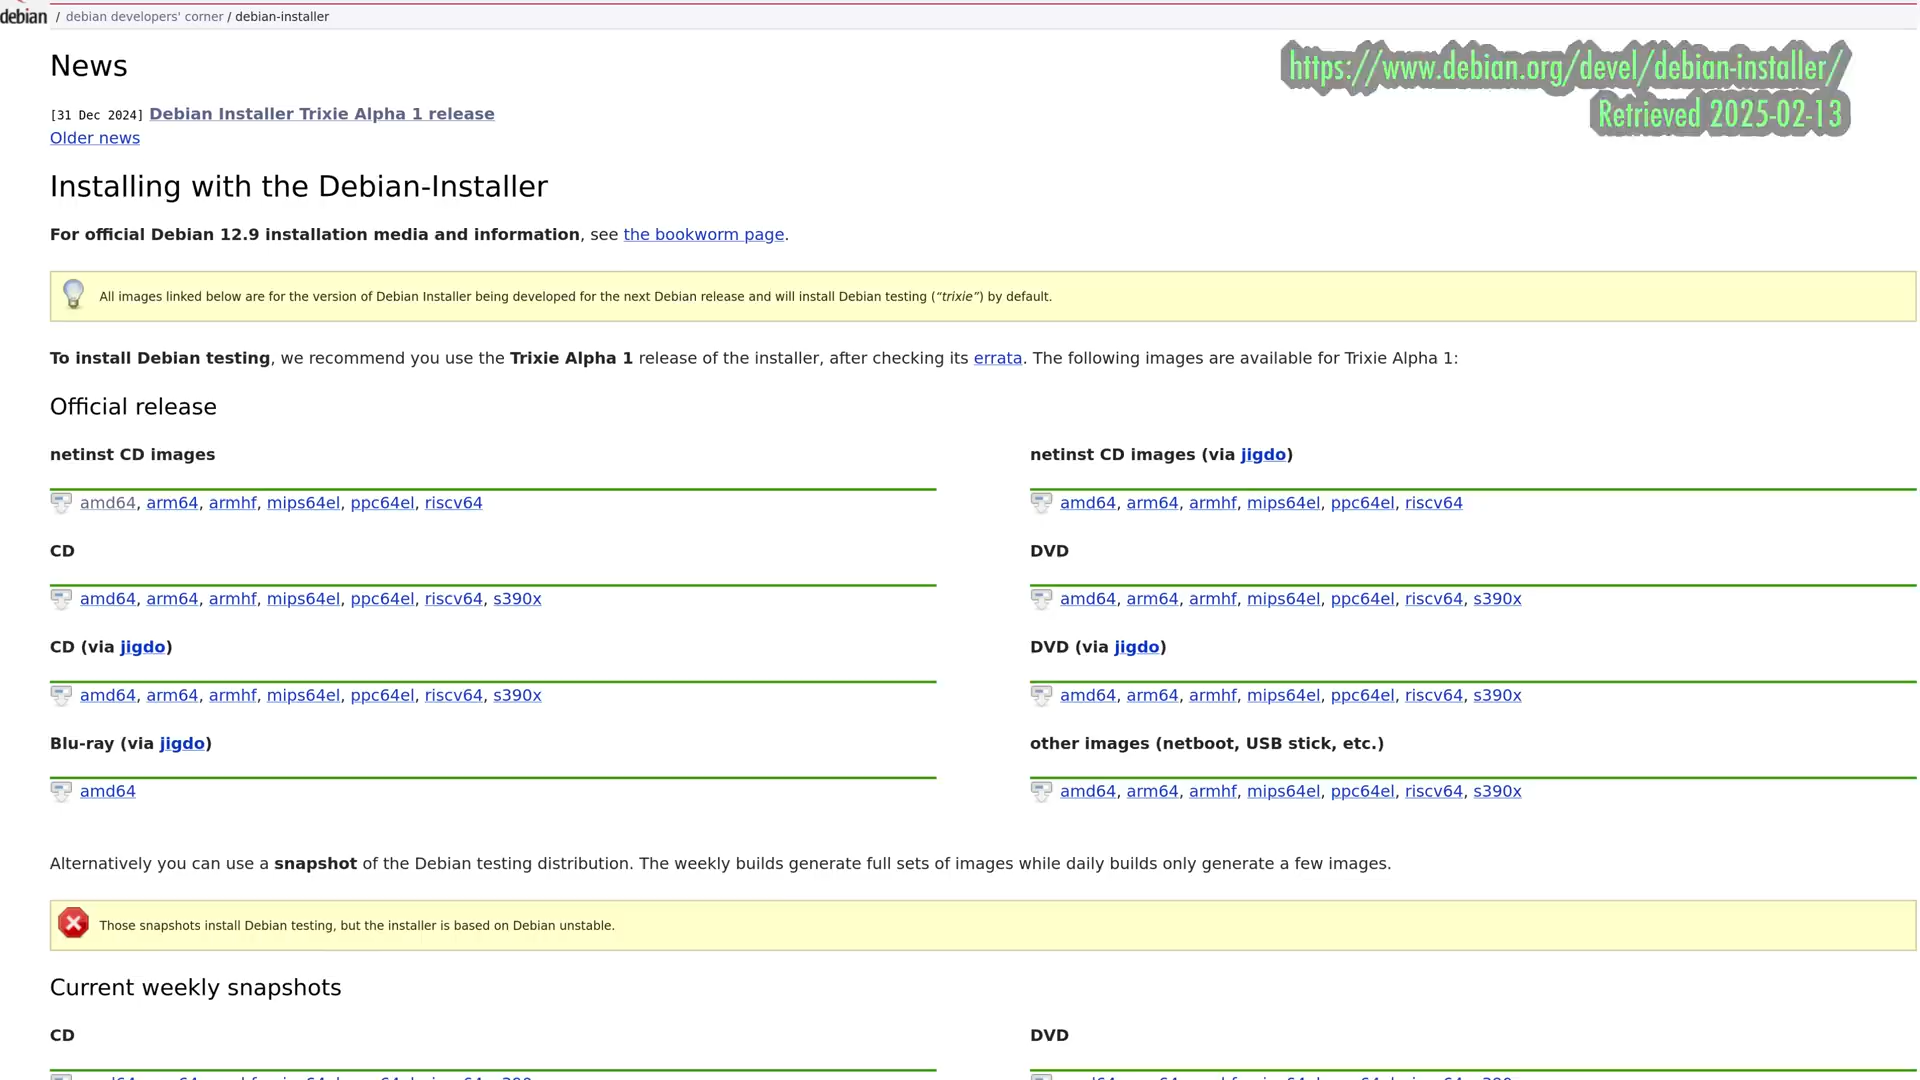 debian / debian developers' corner / debian-installer
News
https://www.debian.org/devel/debian-installer/
Retrieved 2025-02-13
[31 Dec 2024] Debian Installer Trixie Alpha 1 release
Older news
Installing with the Debian-Installer
For official Debian 12.9 installation media and information, see the bookworm page.
All images linked below are for the version of Debian Installer being developed for the next Debian release and will install Debian testing (“trixie”) by default.
To install Debian testing, we recommend you use the Trixie Alpha 1 release of the installer, after checking its errata. The following images are available for Trixie Alpha 1:
Official release
netinst CD images
amd64, arm64, armhf, mips64el, ppc64el, riscv64
netinst CD images (via jigdo)
amd64, arm64, armhf, mips64el, ppc64el, riscv64
CD
amd64, arm64, armhf, mips64el, ppc64el, riscv64, s390x
DVD
amd64, arm64, armhf, mips64el, ppc64el, riscv64, s390x
CD (via jigdo)
amd64, arm64, armhf, mips64el, ppc64el, riscv64, s390x
DVD (via jigdo)
amd64, arm64, armhf, mips64el, ppc64el, riscv64, s390x
Blu-ray (via jigdo)
amd64
other images (netboot, USB stick, etc.)
amd64, arm64, armhf, mips64el, ppc64el, riscv64, s390x
Alternatively you can use a snapshot of the Debian testing distribution. The weekly builds generate full sets of images while daily builds only generate a few images.
Those snapshots install Debian testing, but the installer is based on Debian unstable.
Current weekly snapshots
CD
DVD